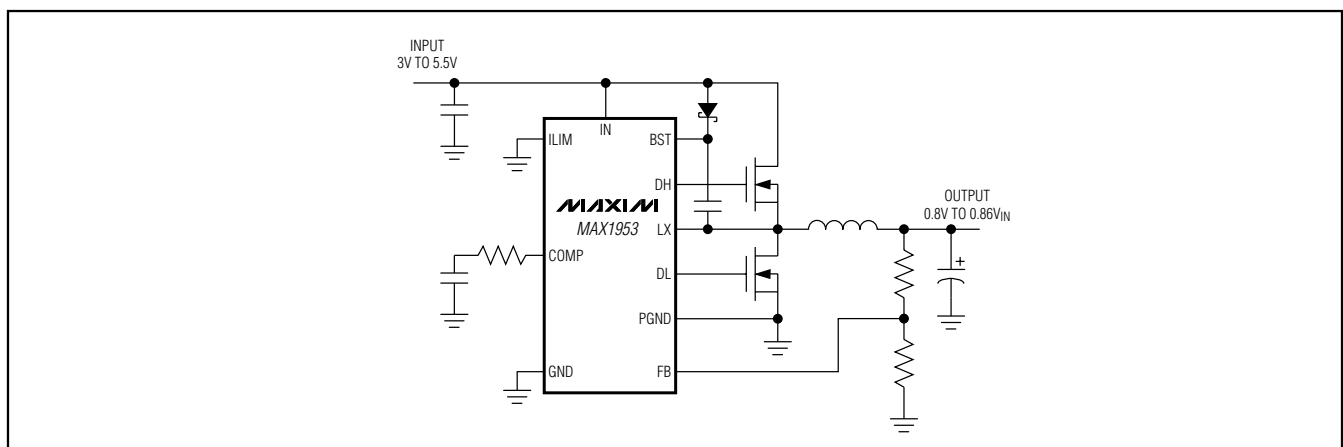 INPUT
3V TO 5.5V
IN
ILIM
BST
DH
MAXIM
MAX1953
LX
COMP
DL
PGND
GND
FB
OUTPUT
0.8V TO 0.86VIN
+